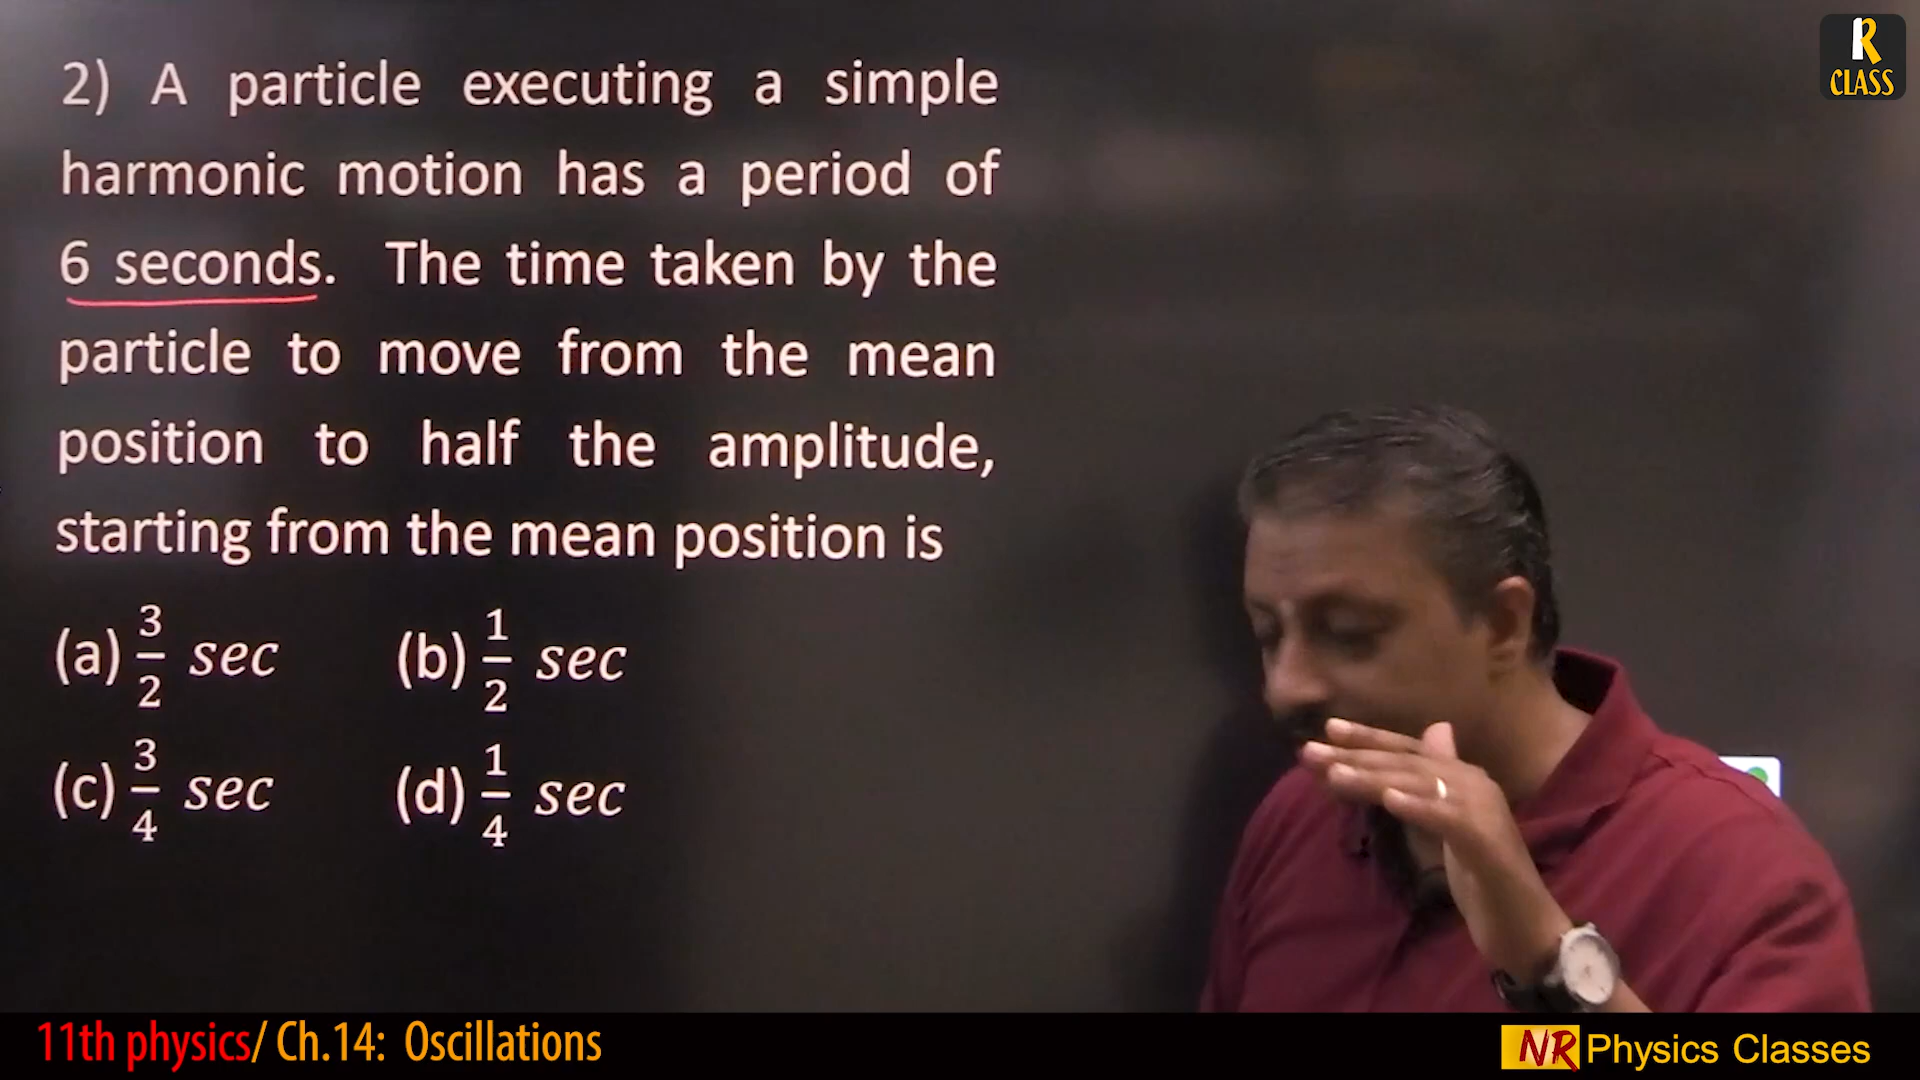 R
CLASS
2) A particle executing a simple
harmonic motion has a period of
6 seconds. The time taken by the
particle to move from the mean
position to half the amplitude,
starting from the mean position is
(a) 3/2 sec (b) 1/2 sec
(c) 3/4 sec (d) 1/4 sec
11th physics/ Ch.14: Oscillations
NR Physics Classes